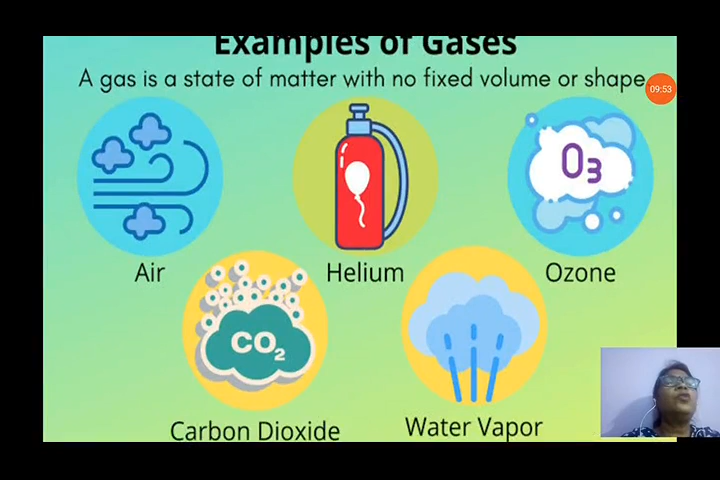 Examples of Gases
A gas is a state of matter with no fixed volume or shape
09:53
O3
Air
Helium
Ozone
CO2
Carbon Dioxide
Water Vapor